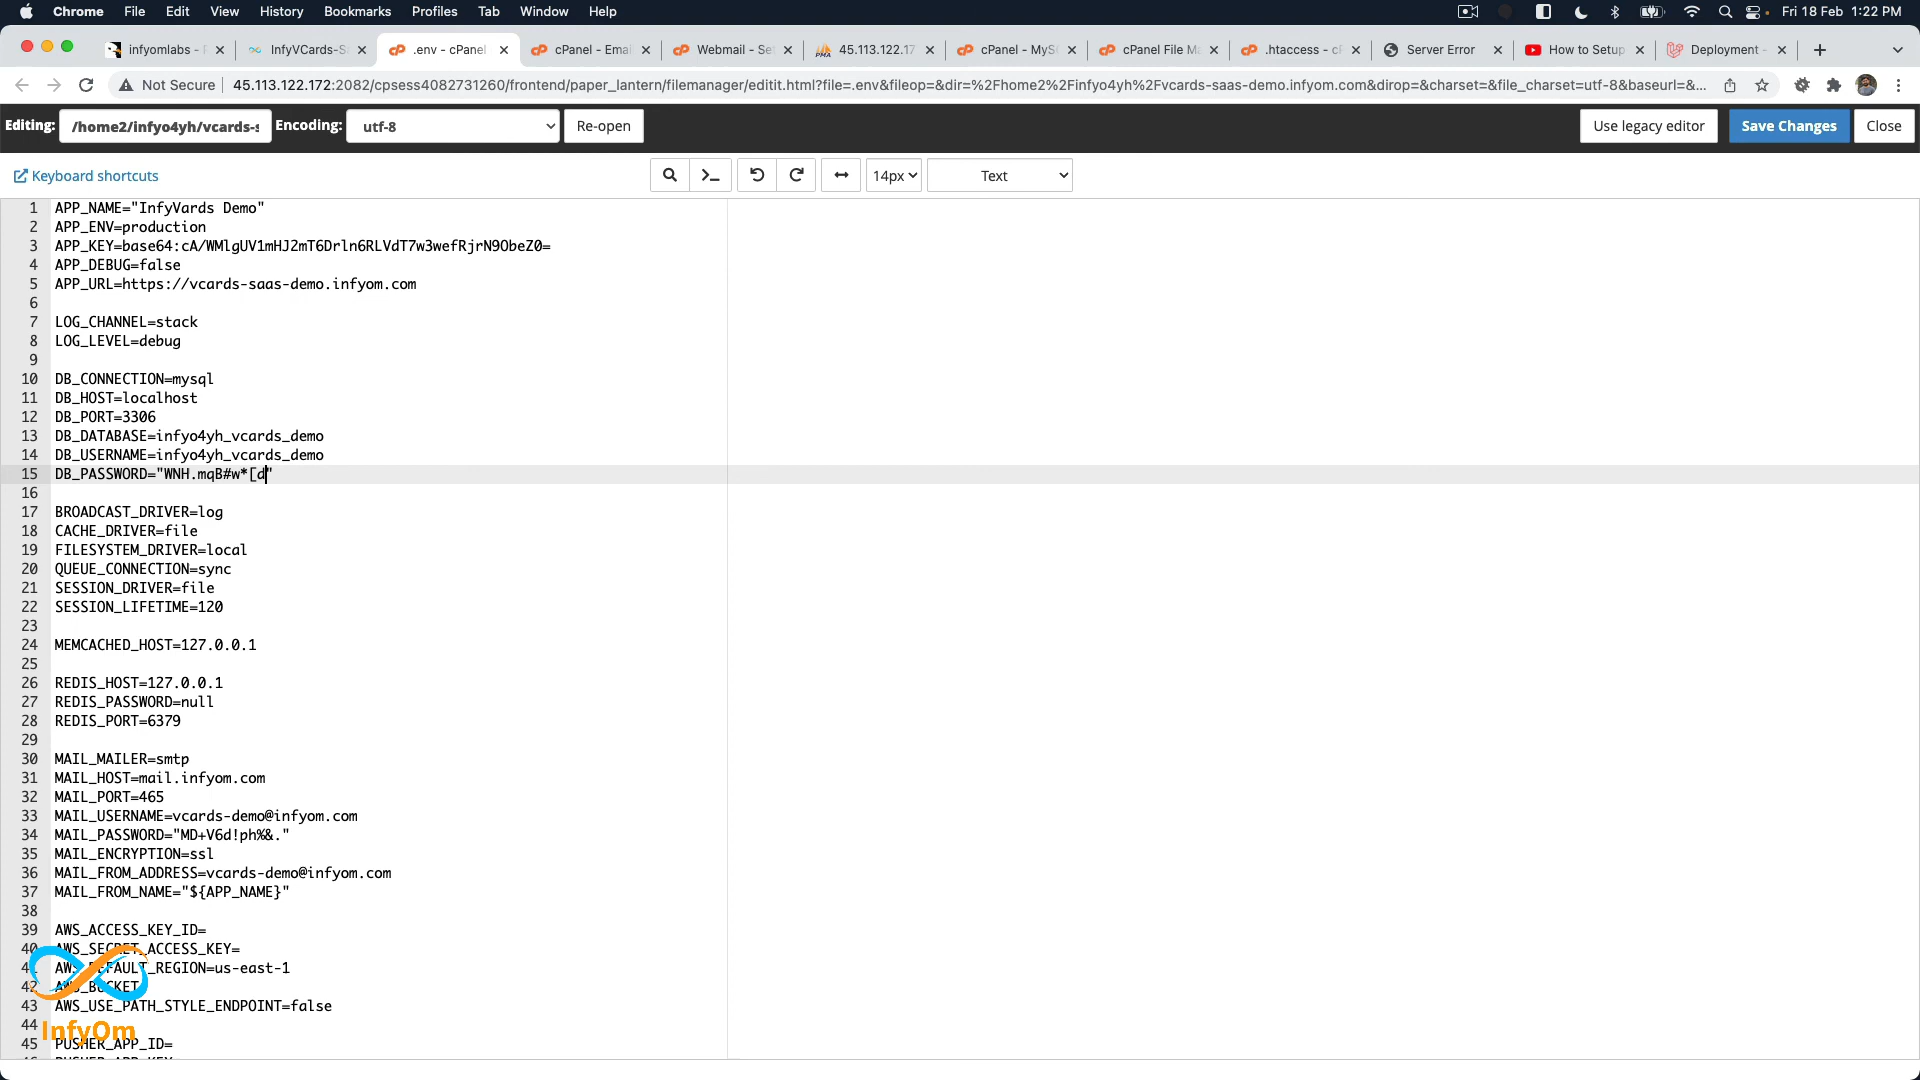 Chrome File Edit View History Bookmarks Profiles Tab Window Help Fri 18 Feb 1:22 PM
infyomlabs - InfyVCards-S .env - cPanel cPanel - Emai Webmail - Se 45.113.122.17 cPanel - MyS cPanel File M .htaccess - c Server Error How to Setup Deployment -
Not Secure 45.113.122.172:2082/cpsess4082731260/frontend/paper_lantern/filemanager/editit.html?file=.env&fileop=&dir=%2Fhome2%2Finfyo4yh%2Fvcards-saas-demo.infyom.com&dirop=&charset=&file_charset=utf-8&baseurl=&...
Editing: /home2/infyo4yh/vcards-s Encoding: utf-8 Re-open Use legacy editor Save Changes Close
Keyboard shortcuts 14px Text
1 APP_NAME="InfyVards Demo"
2 APP_ENV=production
3 APP_KEY=base64:cA/WMlgUV1mHJ2mT6Drln6RLVdT7w3wefRjrN9ObeZ0=
4 APP_DEBUG=false
5 APP_URL=https://vcards-saas-demo.infyom.com
6
7 LOG_CHANNEL=stack
8 LOG_LEVEL=debug
9
10 DB_CONNECTION=mysql
11 DB_HOST=localhost
12 DB_PORT=3306
13 DB_DATABASE=infyo4yh_vcards_demo
14 DB_USERNAME=infyo4yh_vcards_demo
15 DB_PASSWORD="WNH.mqB#w*[d"
16
17 BROADCAST_DRIVER=log
18 CACHE_DRIVER=file
19 FILESYSTEM_DRIVER=local
20 QUEUE_CONNECTION=sync
21 SESSION_DRIVER=file
22 SESSION_LIFETIME=120
23
24 MEMCACHED_HOST=127.0.0.1
25
26 REDIS_HOST=127.0.0.1
27 REDIS_PASSWORD=null
28 REDIS_PORT=6379
29
30 MAIL_MAILER=smtp
31 MAIL_HOST=mail.infyom.com
32 MAIL_PORT=465
33 MAIL_USERNAME=vcards-demo@infyom.com
34 MAIL_PASSWORD="MD+V6d!ph%&."
35 MAIL_ENCRYPTION=ssl
36 MAIL_FROM_ADDRESS=vcards-demo@infyom.com
37 MAIL_FROM_NAME="${APP_NAME}"
38
39 AWS_ACCESS_KEY_ID=
40 AWS_SECRET_ACCESS_KEY=
41 AWS_DEFAULT_REGION=us-east-1
42 AWS_BUCKET
43 AWS_USE_PATH_STYLE_ENDPOINT=false
44
InfyOm
45 PUSHER_APP_ID=